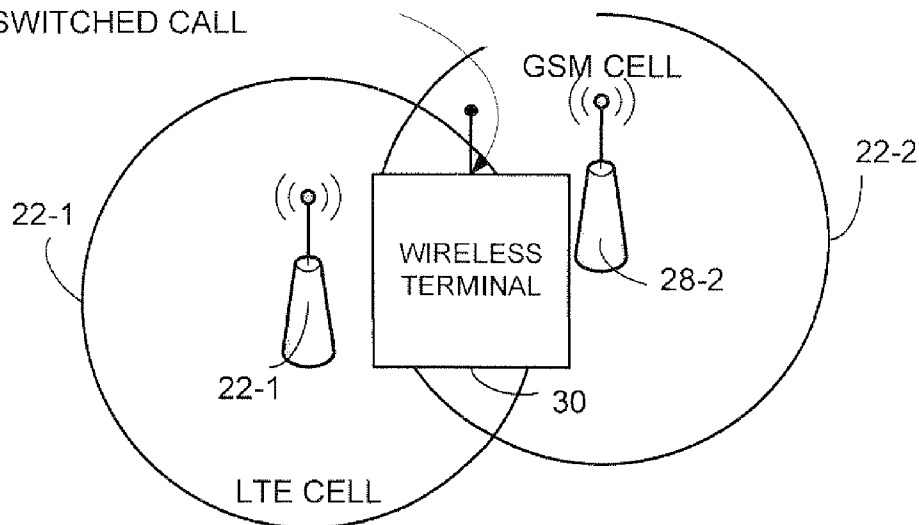 SWITCHED CALL
GSM CELL
22-1
22-2
WIRELESS
TERMINAL
28-2
22-1
30
LTE CELL